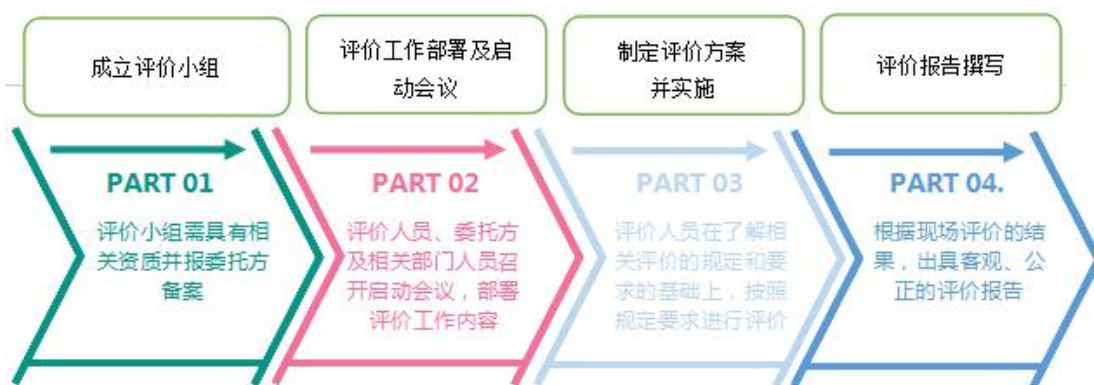 成立评价小组
评价工作部署及启
动会议
制定评价方案
并实施
评价报告撰写
PART 01
评价小组需具有相
关资质并报委托方
备案
PART 02
评价人员、委托方
及相关部门人员召
开启动会议，部署
评价工作内容
PART 03
评价人员在了解相
关评价的规定和要
求的基础上，按照
规定要求进行评价
PART 04.
根据现场评价的结
果，出具客观、公
正的评价报告